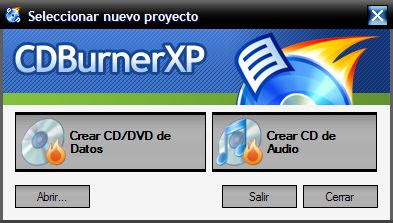 Seleccionar nuevo proyecto
CDBurnerXP
Crear CD/DVD de
Datos
Crear CD de
Audio
Abrir...
Salir
Cerrar